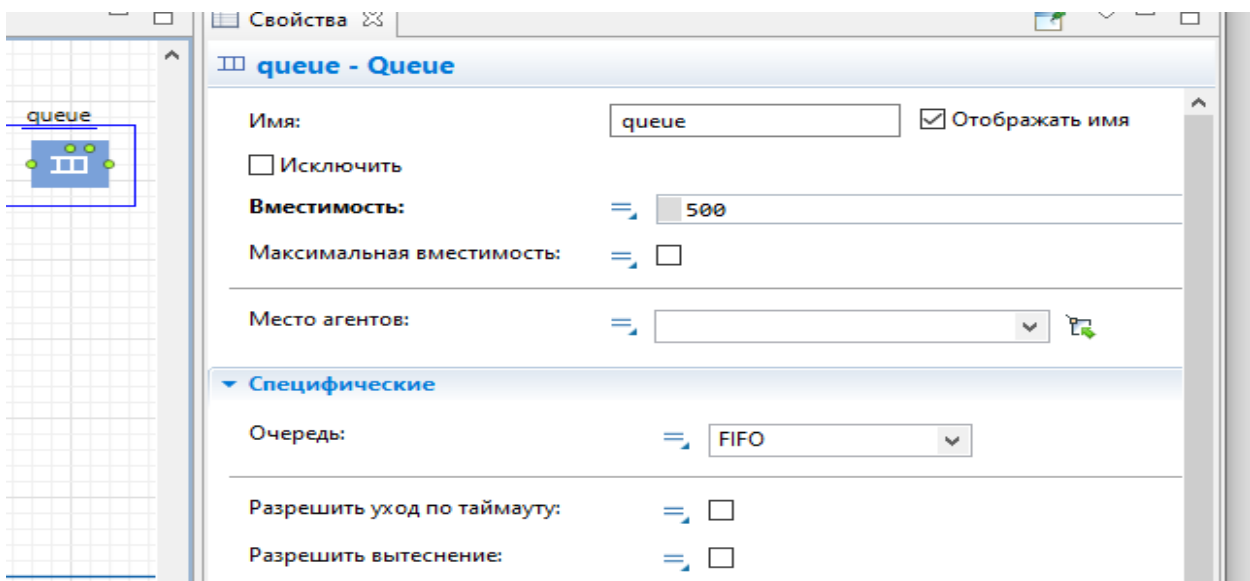 Свойства
queue - Queue
queue
Имя:
queue
Отображать имя
Исключить
Вместимость:
500
Максимальная вместимость:
Место агентов:
Специфические
Очередь:
FIFO
Разрешить уход по таймауту:
Разрешить вытеснение: